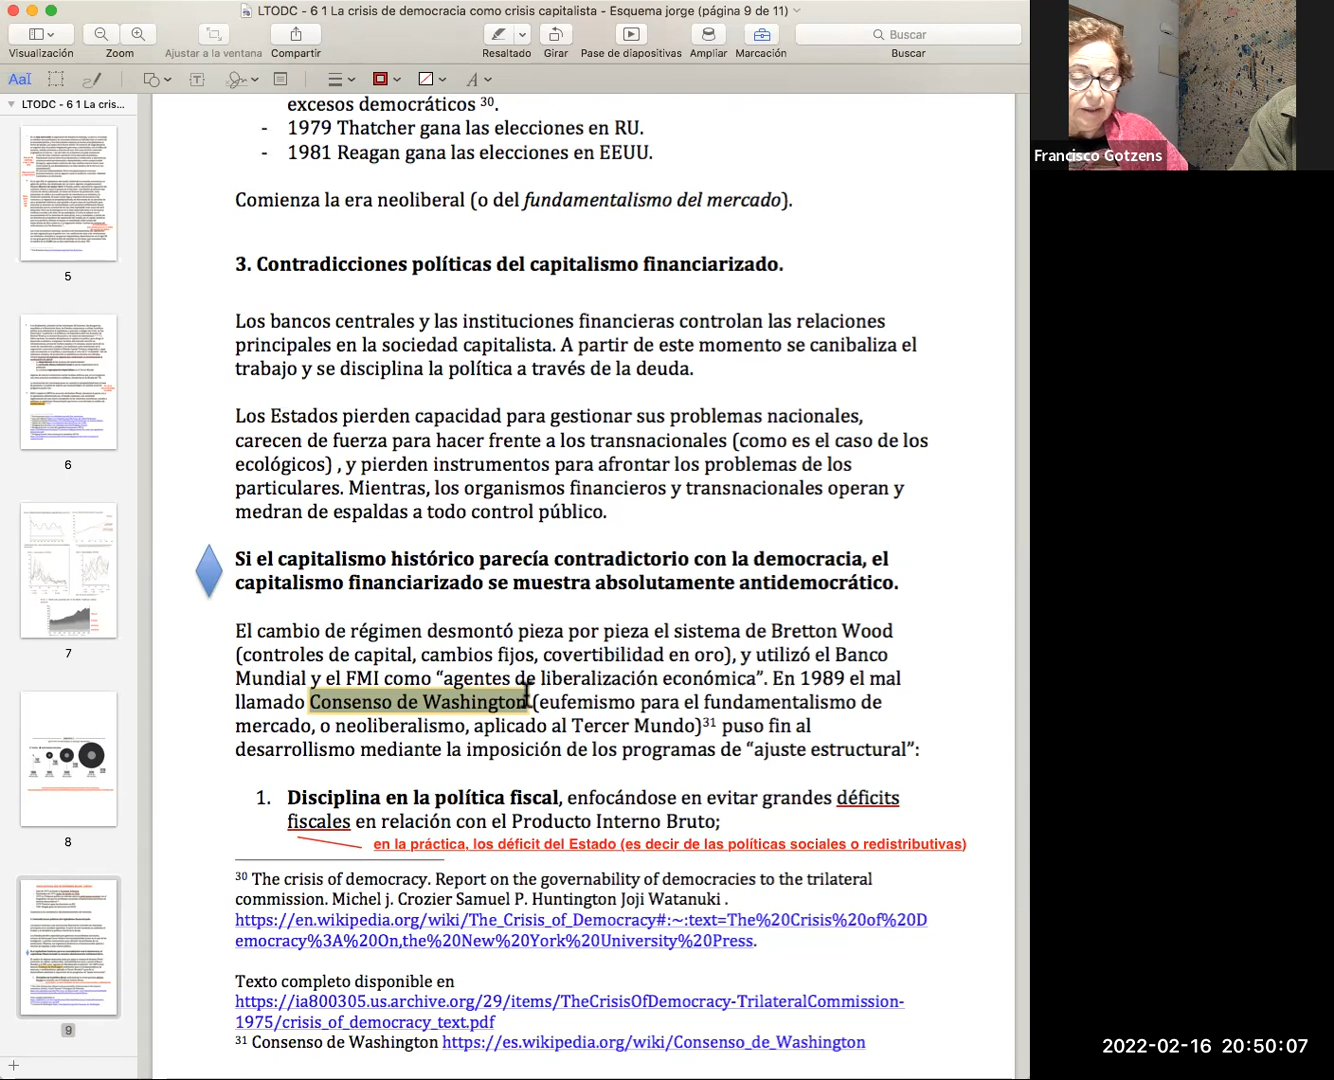 LTODC - 6 1 La crisis de democracia como crisis capitalista - Esquema jorge (página 9 de 11)
Visualización
Zoom
Ajustar a la ventana
Compartir
Resaltado
Girar
Pase de diapositivas
Ampliar
Marcación
Buscar
Buscar
AaI
LTODC - 6 1 La cris...
5
6
7
8
9
excesos democráticos 30.
- 1979 Thatcher gana las elecciones en RU.
- 1981 Reagan gana las elecciones en EEUU.
Comienza la era neoliberal (o del fundamentalismo del mercado).
3. Contradicciones políticas del capitalismo financiarizado.
Los bancos centrales y las instituciones financieras controlan las relaciones
principales en la sociedad capitalista. A partir de este momento se canibaliza el
trabajo y se disciplina la política a través de la deuda.
Los Estados pierden capacidad para gestionar sus problemas nacionales,
carecen de fuerza para hacer frente a los transnacionales (como es el caso de los
ecológicos) , y pierden instrumentos para afrontar los problemas de los
particulares. Mientras, los organismos financieros y transnacionales operan y
medran de espaldas a todo control público.
Si el capitalismo histórico parecía contradictorio con la democracia, el
capitalismo financiarizado se muestra absolutamente antidemocrático.
El cambio de régimen desmontó pieza por pieza el sistema de Bretton Wood
(controles de capital, cambios fijos, covertibilidad en oro), y utilizó el Banco
Mundial y el FMI como “agentes de liberalización económica”. En 1989 el mal
llamado Consenso de Washington (eufemismo para el fundamentalismo de
mercado, o neoliberalismo, aplicado al Tercer Mundo)31 puso fin al
desarrollismo mediante la imposición de los programas de “ajuste estructural”:
1. Disciplina en la política fiscal, enfocándose en evitar grandes déficits
fiscales en relación con el Producto Interno Bruto;
en la práctica, los déficit del Estado (es decir de las políticas sociales o redistributivas)
30 The crisis of democracy. Report on the governability of democracies to the trilateral
commission. Michel j. Crozier Samuel P. Huntington Joji Watanuki .
https://en.wikipedia.org/wiki/The_Crisis_of_Democracy#:~:text=The%20Crisis%20of%20D
emocracy%3A%20On,the%20New%20York%20University%20Press.
Texto completo disponible en
https://ia800305.us.archive.org/29/items/TheCrisisOfDemocracy-TrilateralCommission-
1975/crisis_of_democracy_text.pdf
31 Consenso de Washington https://es.wikipedia.org/wiki/Consenso_de_Washington
Francisco Gotzens
2022-02-16 20:50:07